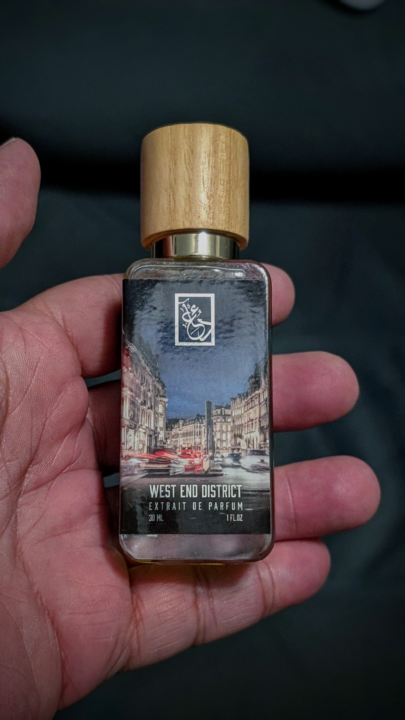 WEST END DISTRICT
EXTRAIT DE PARFUM
30 ML 1 FL.OZ